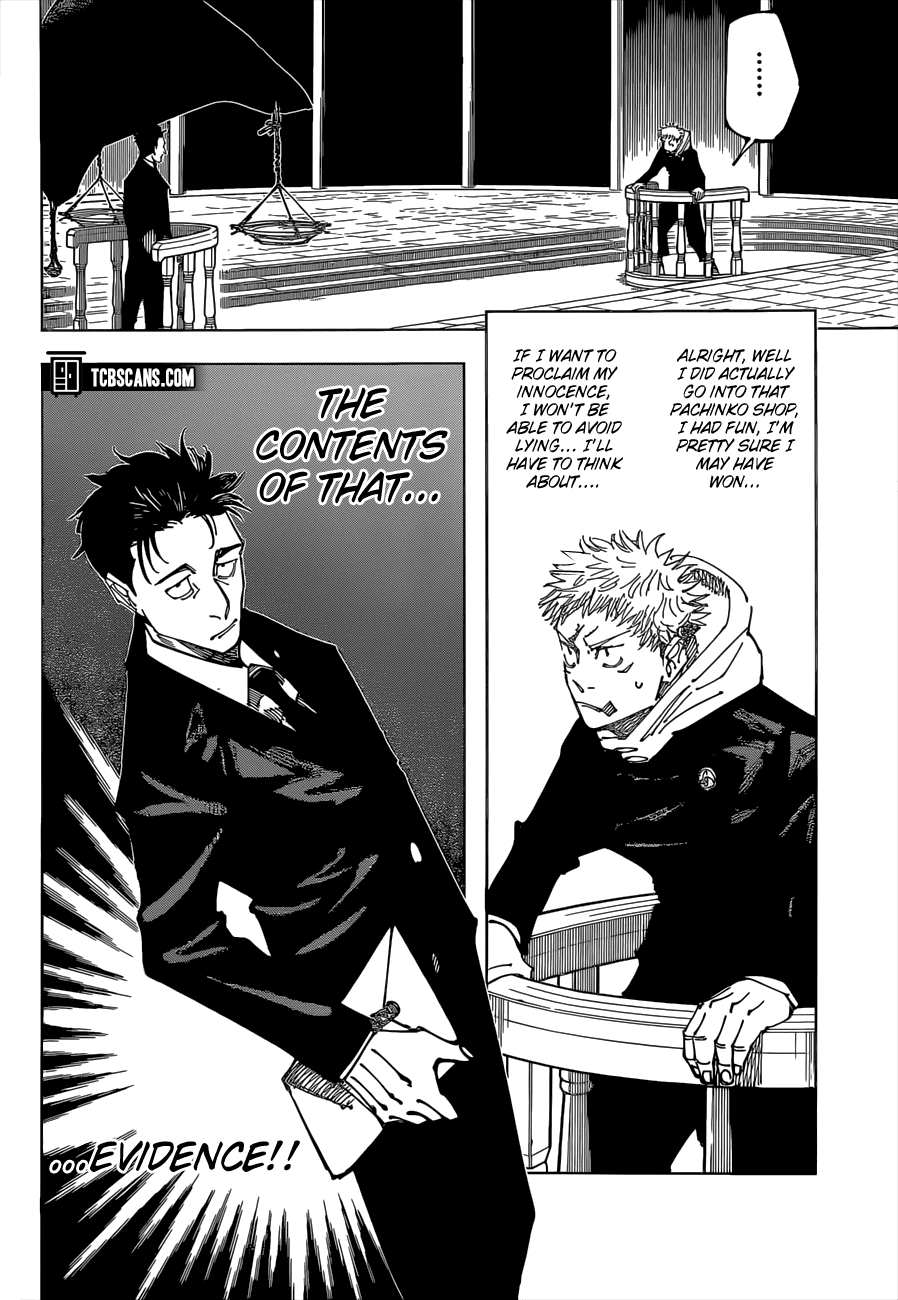 ......
ALRIGHT, WELL
I DID ACTUALLY
GO INTO THAT
PACHINKO SHOP,
I HAD FUN, I'M
PRETTY SURE I
MAY HAVE
WON...
IF I WANT TO
PROCLAIM MY
INNOCENCE,
I WON'T BE
ABLE TO AVOID
LYING... I'LL
HAVE TO THINK
ABOUT....
TCBSCANS.COM
THE
CONTENTS
OF THAT...
...EVIDENCE!!